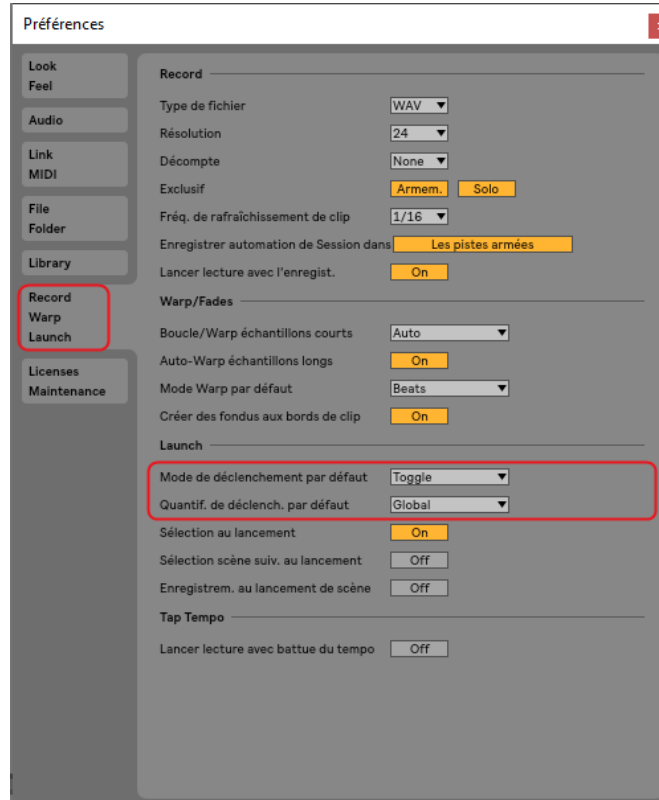 Préférences
Look
Feel
Audio
Link
MIDI
File
Folder
Library
Record
Warp
Launch
Licenses
Maintenance
Record
Type de fichier WAV
Résolution 24
Décompte None
Exclusif Armem. Solo
Fréq. de rafraîchissement de clip 1/16
Enregistrer automation de Session dans Les pistes armées
Lancer lecture avec l'enregist. On
Warp/Fades
Boucle/Warp échantillons courts Auto
Auto-Warp échantillons longs On
Mode Warp par défaut Beats
Créer des fondus aux bords de clip On
Launch
Mode de déclenchement par défaut Toggle
Quantif. de déclench. par défaut Global
Sélection au lancement On
Sélection scène suiv. au lancement Off
Enregistrem. au lancement de scène Off
Tap Tempo
Lancer lecture avec battue du tempo Off